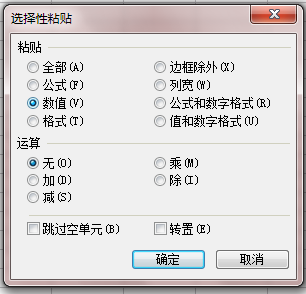 选择性粘贴
粘贴
全部(A) 边框除外(X)
公式(F) 列宽(W)
数值(V) 公式和数字格式(R)
格式(T) 值和数字格式(U)
运算
无(O) 乘(M)
加(D) 除(I)
减(S)
跳过空单元(B) 转置(E)
确定 取消